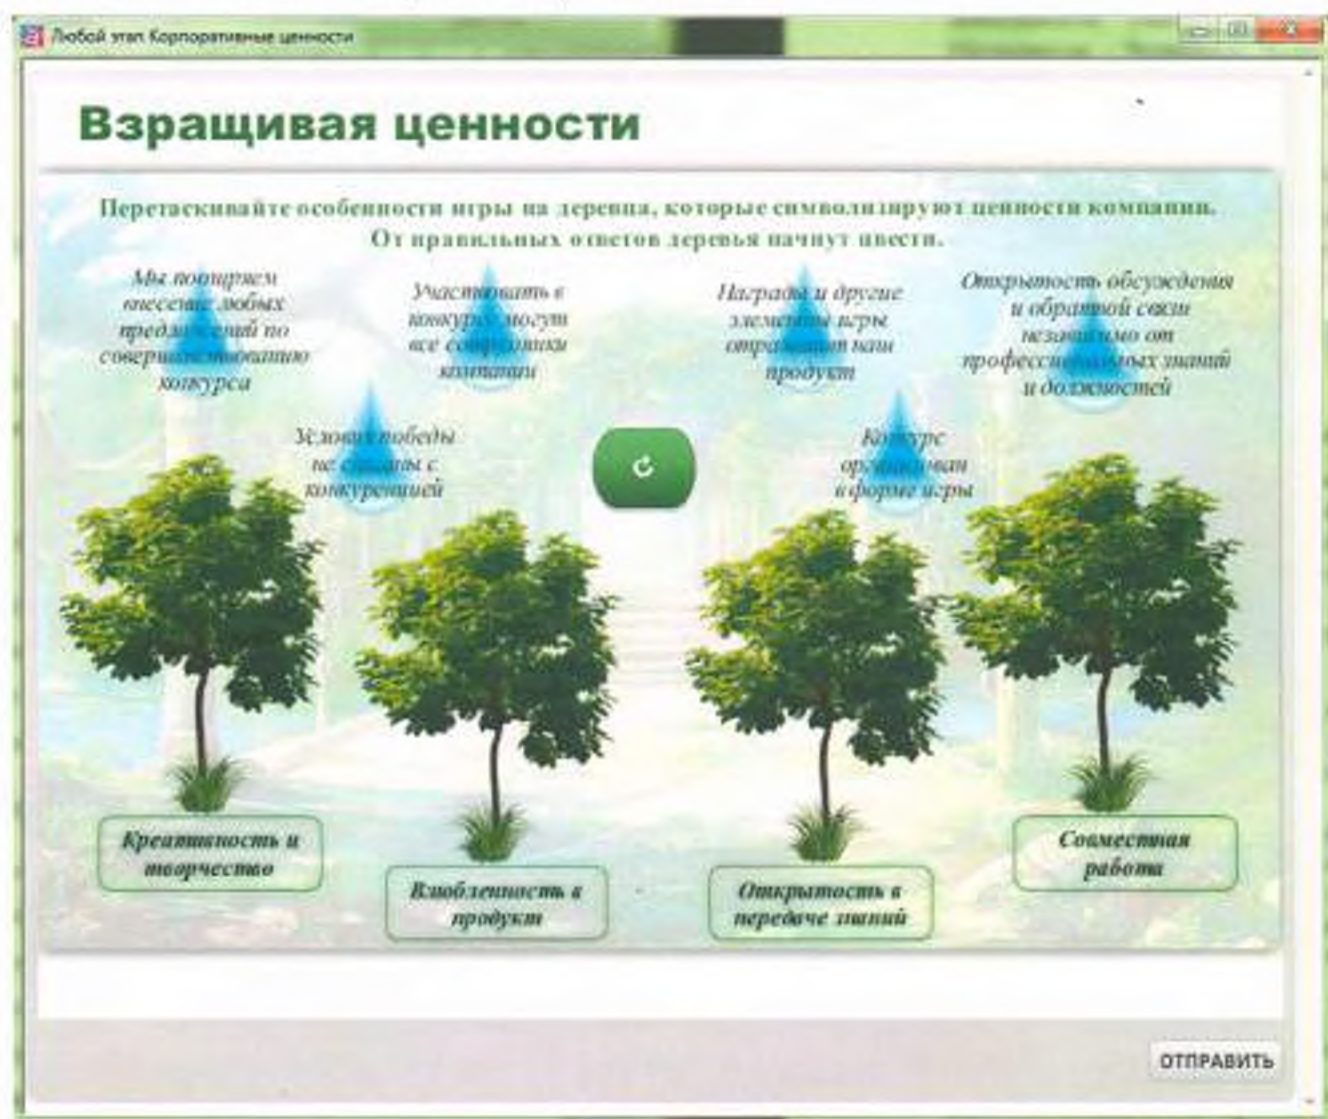 Любой этап Корпоративные ценности
Взращивая ценности
Перетаскивайте особенности игры на деревца, которые символизируют ценности компании.
От правильных ответов деревья начнут цвести.
Мы поощряем
внесение любых
предложений по
совершенствованию
конкурса
Участвовать в
конкурсе могут
все сотрудники
компании
Награды и другие
элементы игры
отражают наш
продукт
Открытость обсуждения
и обратной связи
независимо от
профессиональных знаний
и должностей
Условия победы
не связаны с
конкуренцией
Конкурс
организован
в форме игры
Креативность и
творчество
Влюбленность в
продукт
Открытость в
передаче знаний
Совместная
работа
ОТПРАВИТЬ